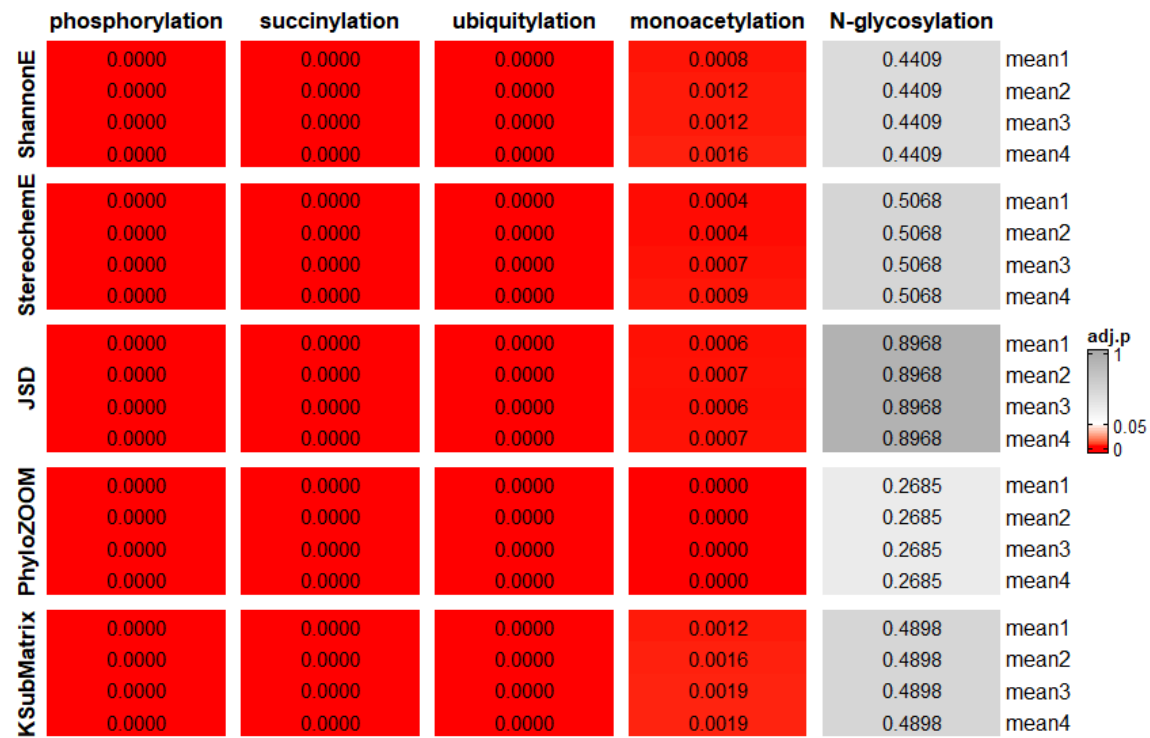 phosphorylation succinylation ubiquitylation monoacetylation N-glycosylation
ShannonE
0.0000 0.0000 0.0000 0.0008 0.4409 mean1
0.0000 0.0000 0.0000 0.0012 0.4409 mean2
0.0000 0.0000 0.0000 0.0012 0.4409 mean3
0.0000 0.0000 0.0000 0.0016 0.4409 mean4
StereochemE
0.0000 0.0000 0.0000 0.0004 0.5068 mean1
0.0000 0.0000 0.0000 0.0004 0.5068 mean2
0.0000 0.0000 0.0000 0.0007 0.5068 mean3
0.0000 0.0000 0.0000 0.0009 0.5068 mean4
JSD
0.0000 0.0000 0.0000 0.0006 0.8968 mean1
0.0000 0.0000 0.0000 0.0007 0.8968 mean2
0.0000 0.0000 0.0000 0.0006 0.8968 mean3
0.0000 0.0000 0.0000 0.0007 0.8968 mean4
PhyloZOOM
0.0000 0.0000 0.0000 0.0000 0.2685 mean1
0.0000 0.0000 0.0000 0.0000 0.2685 mean2
0.0000 0.0000 0.0000 0.0000 0.2685 mean3
0.0000 0.0000 0.0000 0.0000 0.2685 mean4
KSubMatrix
0.0000 0.0000 0.0000 0.0012 0.4898 mean1
0.0000 0.0000 0.0000 0.0016 0.4898 mean2
0.0000 0.0000 0.0000 0.0019 0.4898 mean3
0.0000 0.0000 0.0000 0.0019 0.4898 mean4
adj.p
1
0.05
0